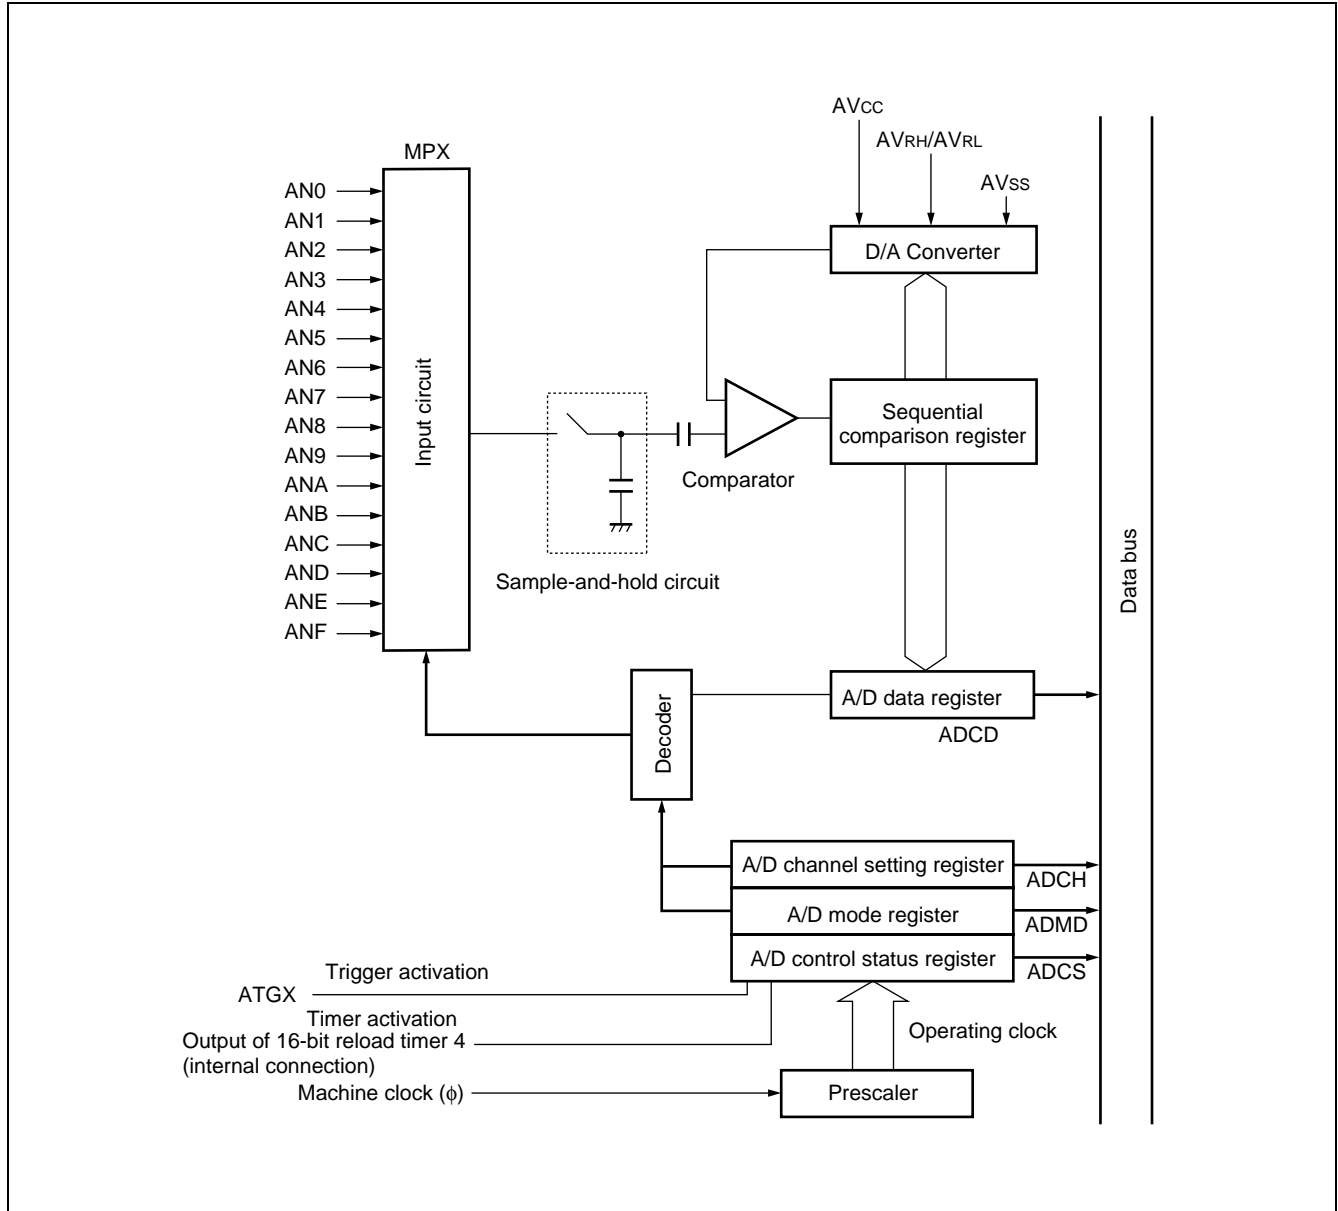 AVCC
AVRH/AVRL
AVSS
MPX
D/A Converter
AN0
AN1
AN2
AN3
AN4
AN5
AN6
AN7
AN8
AN9
ANA
ANB
ANC
AND
ANE
ANF
Input circuit
Sample-and-hold circuit
Comparator
Sequential
comparison register
Data bus
Decoder
A/D data register
ADCD
A/D channel setting register
ADCH
A/D mode register
ADMD
A/D control status register
ADCS
Trigger activation
ATGX
Timer activation
Output of 16-bit reload timer 4
(internal connection)
Operating clock
Machine clock (φ)
Prescaler